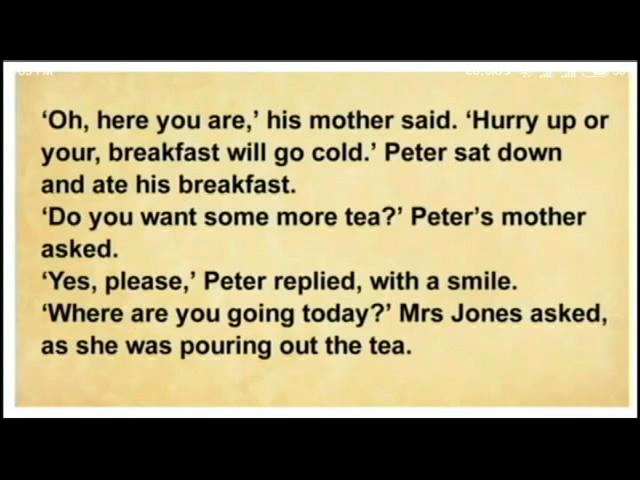 ‘Oh, here you are,’ his mother said. ‘Hurry up or
your, breakfast will go cold.’ Peter sat down
and ate his breakfast.
‘Do you want some more tea?’ Peter’s mother
asked.
‘Yes, please,’ Peter replied, with a smile.
‘Where are you going today?’ Mrs Jones asked,
as she was pouring out the tea.